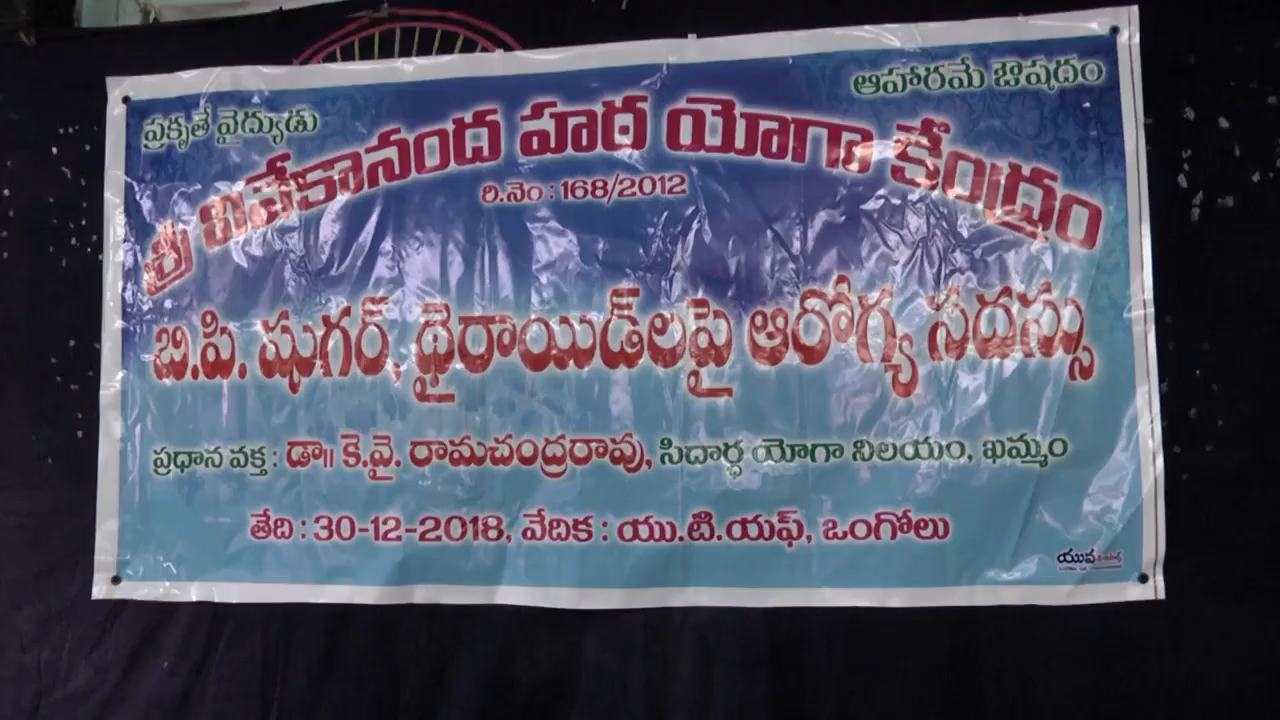 ప్రకృతే వైద్యుడు
ఆహారమే ఔషధం
శ్రీ వివేకానంద హఠ యోగా కేంద్రం
రి.నెం : 168/2012
బి.పి. షుగర్, థైరాయిడ్‌లపై ఆరోగ్య సదస్సు
ప్రధాన వక్త : డా॥ కె.వై. రామచంద్రరావు, సిదార్థ యోగా నిలయం, ఖమ్మం
తేది : 30-12-2018, వేదిక : యు.టి.యఫ్, ఒంగోలు
యువ